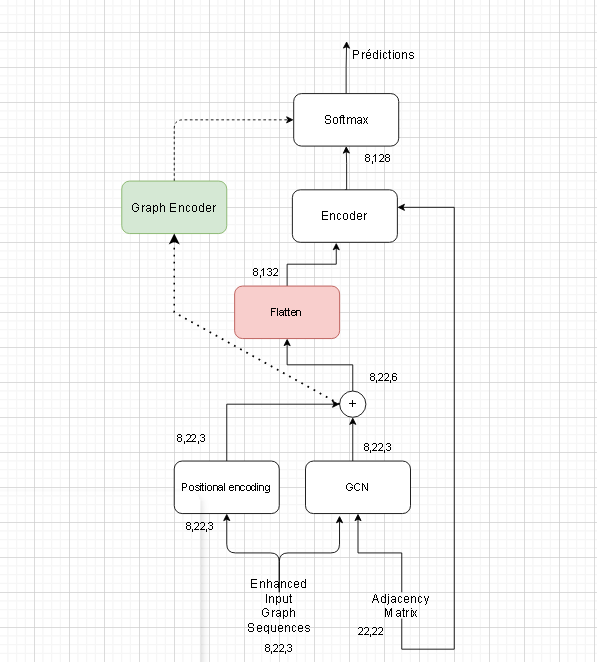 Prédictions
Softmax
8,128
Graph Encoder
Encoder
8,132
Flatten
8,22,6
+
8,22,3
8,22,3
Positional encoding
GCN
8,22,3
Enhanced
Input
Graph
Sequences
8,22,3
Adjacency
Matrix
22,22